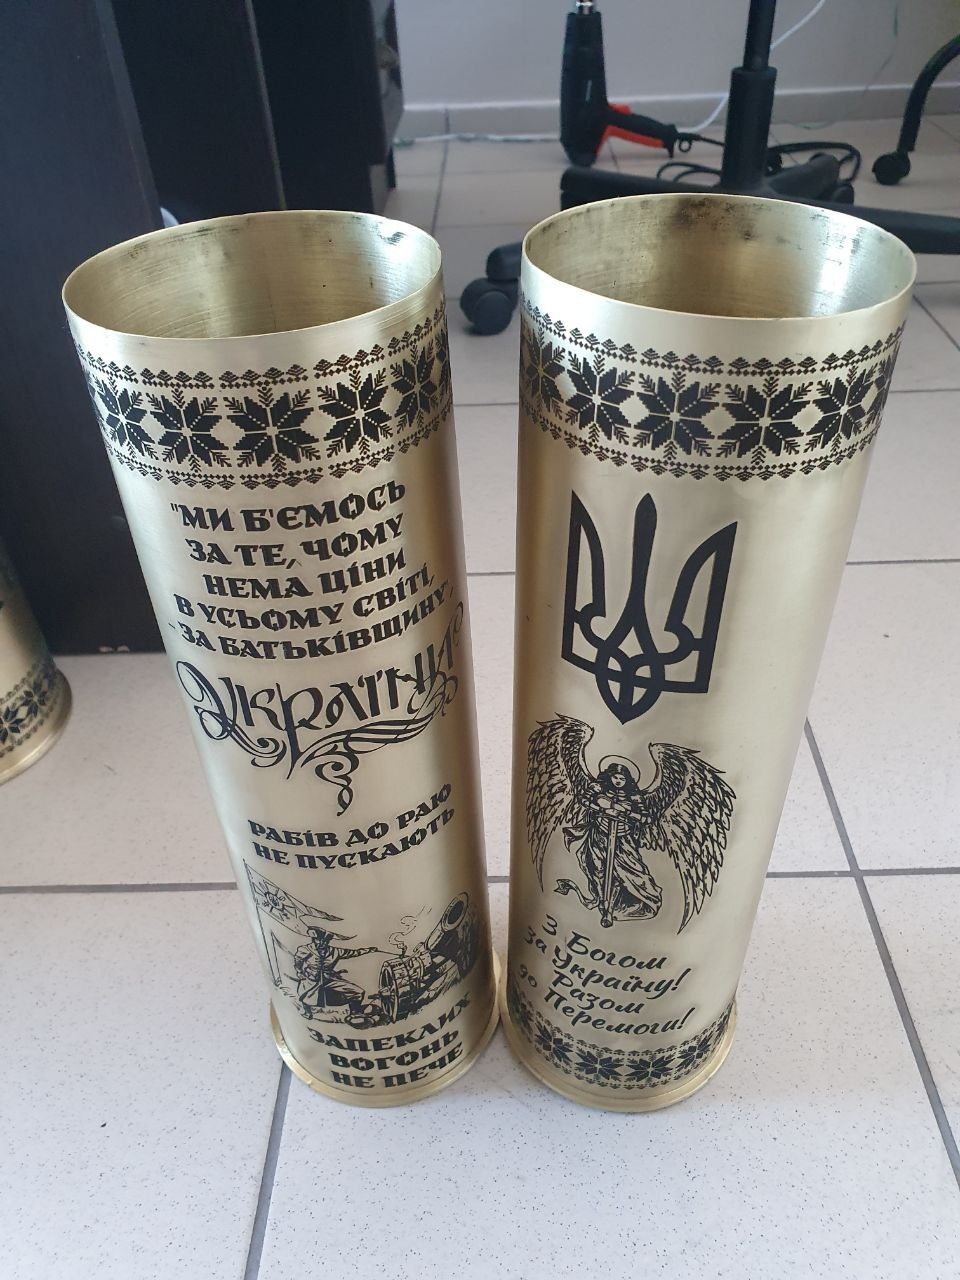 "МИ Б'ЄМОСЬ
ЗА ТЕ, ЧОМУ
НЕМА ЦІНИ
В УСЬОМУ СВІТІ,
- ЗА БАТЬКІВЩИНУ".
УКРАЇНА
РАБІВ ДО РАЮ
НЕ ПУСКАЮТЬ
ЗАПЕКЛИХ
ВОГОНЬ
НЕ ПЕЧЕ
З Богом
за Україну!
Разом
до Перемоги!